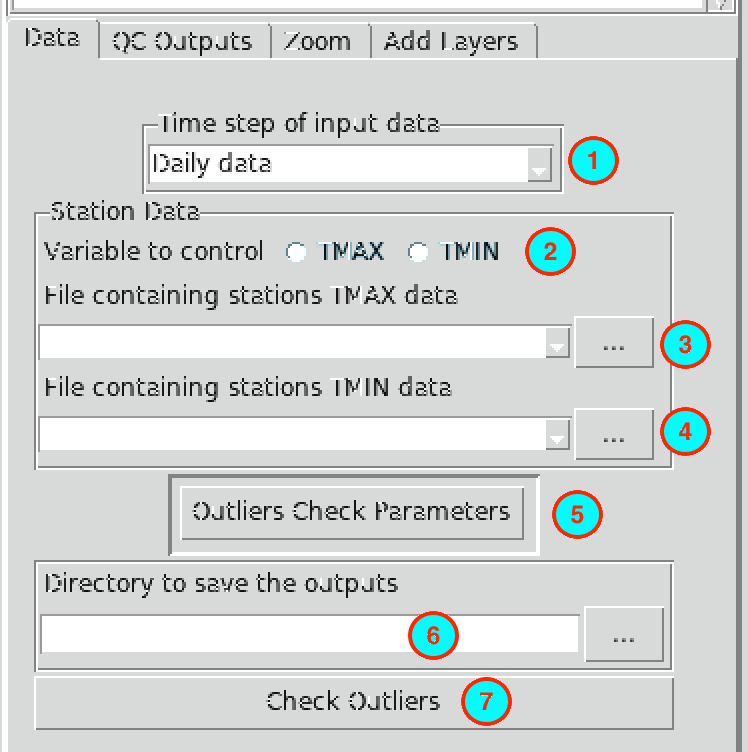 Data QC Outputs Zoom Add Layers
Time step of input data
Daily data 1
Station Data
Variable to control TMAX TMIN 2
File containing stations TMAX data
... 3
File containing stations TMIN data
... 4
Outliers Check Parameters 5
Directory to save the outputs
6 ...
Check Outliers 7